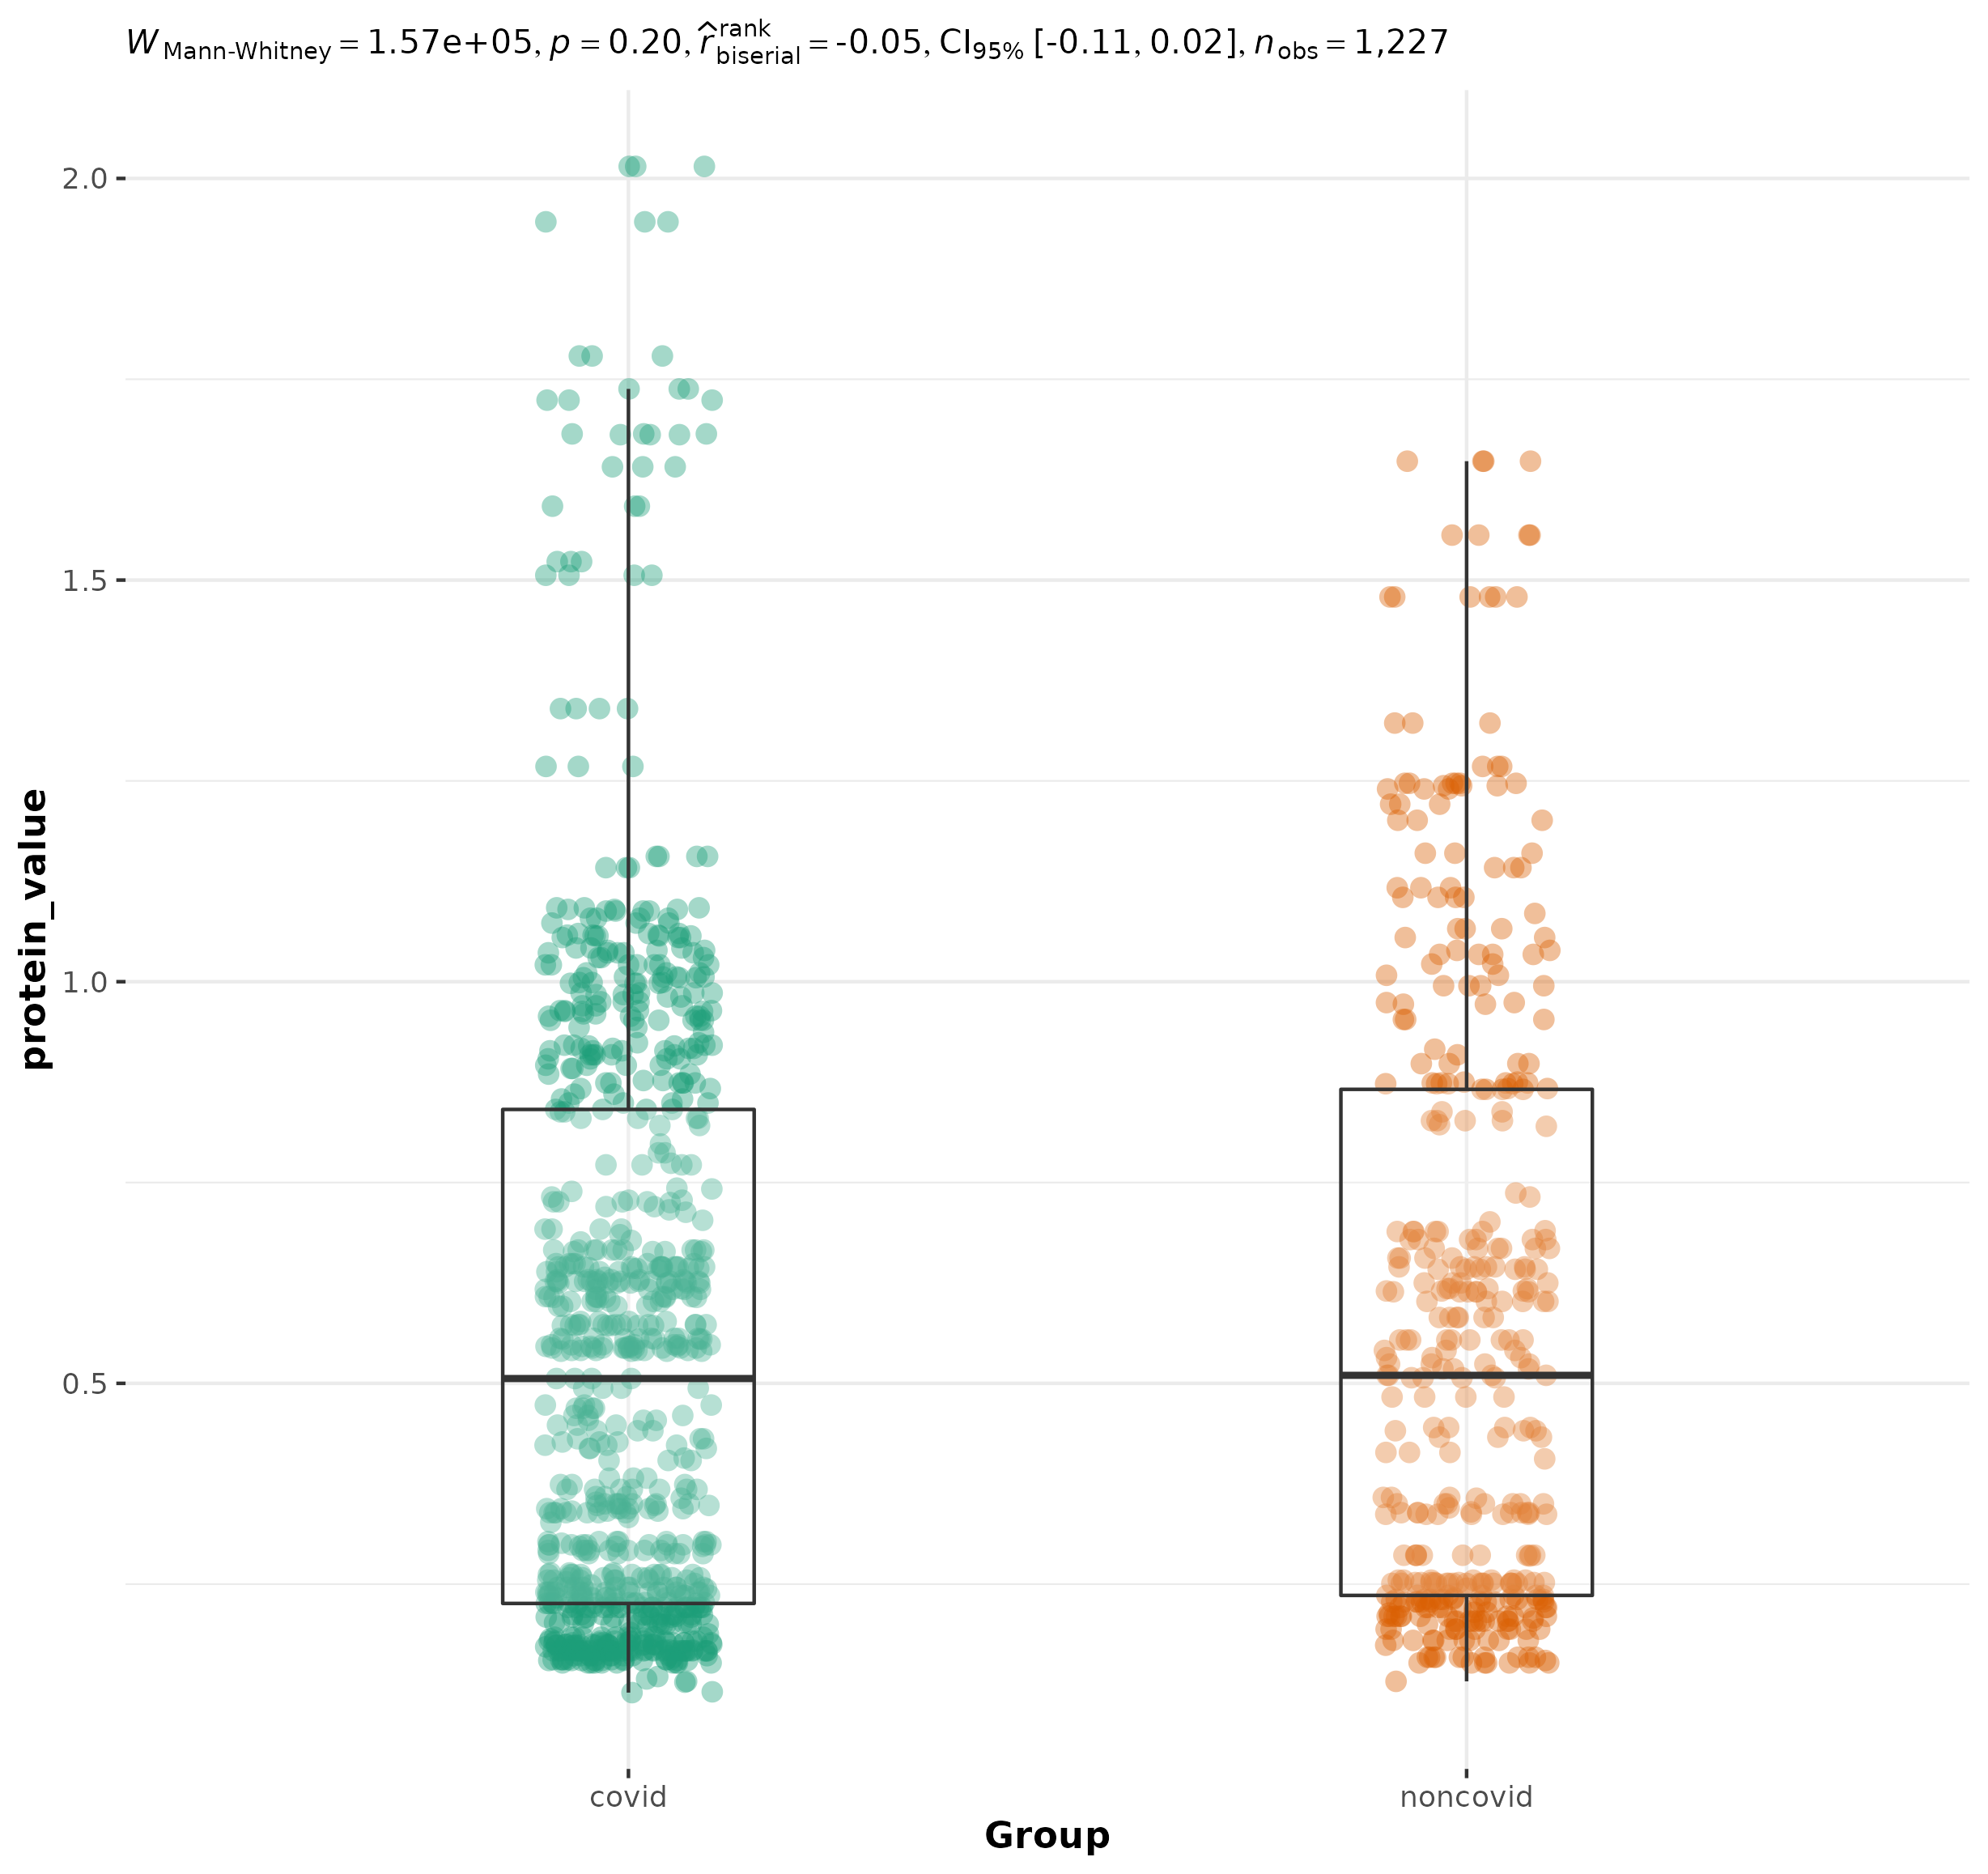 W Mann-Whitney = 1.57e+05, p = 0.20, r̂ rank biserial = -0.05, CI95% [-0.11, 0.02], nobs = 1,227
2.0
1.5
1.0
0.5
protein_value
covid noncovid
Group